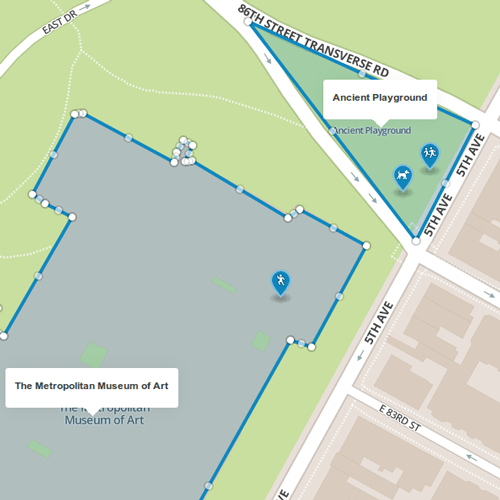 EAST DR
86TH STREET TRANSVERSE RD
Ancient Playground
Ancient Playground
5TH AVE
5TH AVE
5TH AVE
The Metropolitan Museum of Art
The Metropolitan
Museum of Art
E 83RD ST